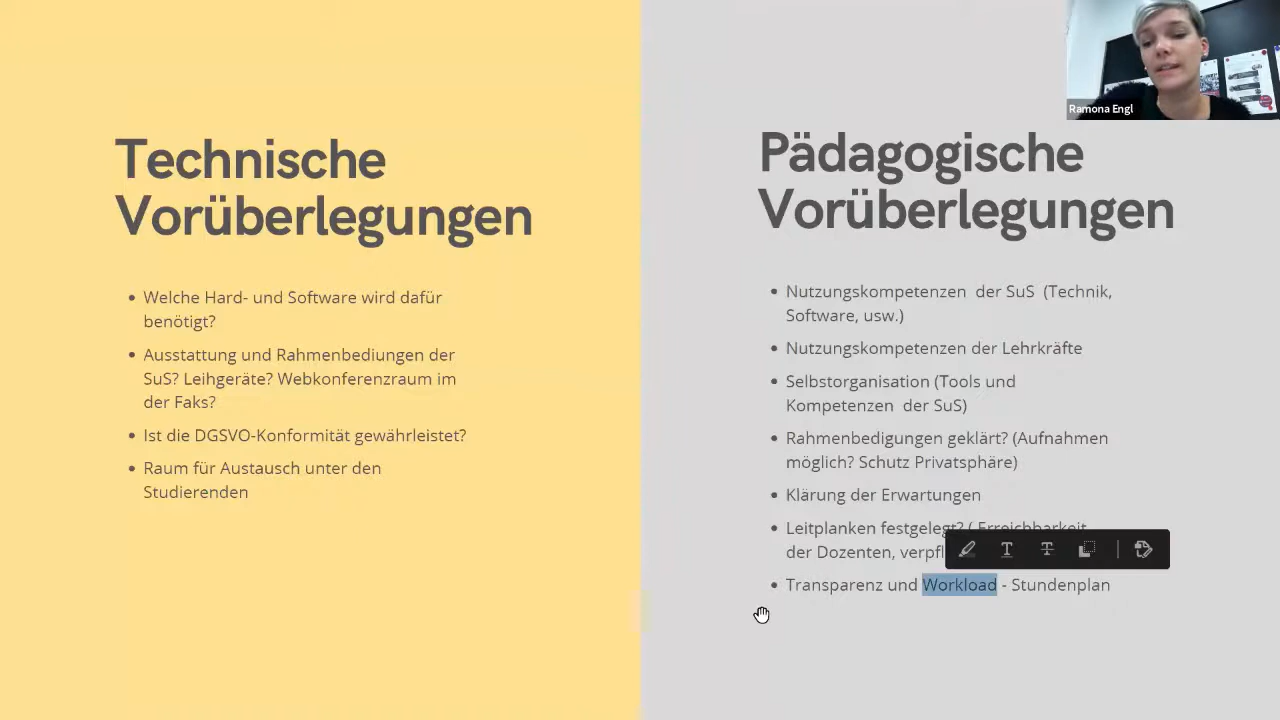 Technische
Vorüberlegungen
Welche Hard- und Software wird dafür
benötigt?
Ausstattung und Rahmenbediungen der
SuS? Leihgeräte? Webkonferenzraum im
der Faks?
Ist die DGSVO-Konformität gewährleistet?
Raum für Austausch unter den
Studierenden
Ramona Engl
Pädagogische
Vorüberlegungen
Nutzungskompetenzen der SuS (Technik,
Software, usw.)
Nutzungskompetenzen der Lehrkräfte
Selbstorganisation (Tools und
Kompetenzen der SuS)
Rahmenbedigungen geklärt? (Aufnahmen
möglich? Schutz Privatsphäre)
Klärung der Erwartungen
Leitplanken festgelegt? ( Erreichbarkeit
der Dozenten,
Transparenz und Workload - Stundenplan